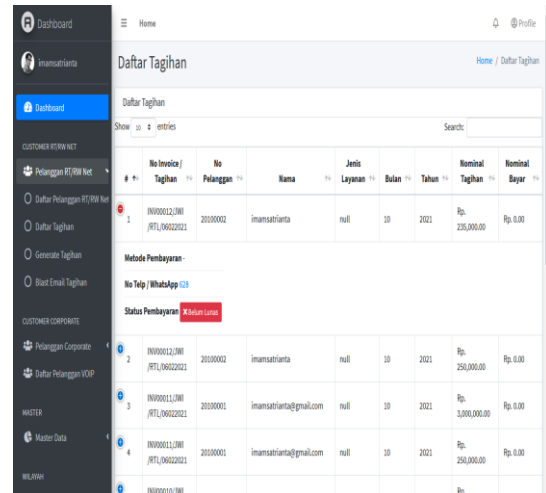 Dashboard
Home
Profile
imamsatrianta
Daftar Tagihan
Home / Daftar Tagihan
Dashboard
Daftar Tagihan
Show 10 entries
Search:
CUSTOMER RT/RW NET
Pelanggan RT/RW Net
Daftar Pelanggan RT/RW Net
Daftar Tagihan
Generate Tagihan
Blast Email Tagihan
CUSTOMER CORPORATE
Pelanggan Corporate
Daftar Pelanggan VOIP
MASTER
Master Data
WILAYAH
# No Invoice / Tagihan No Pelanggan Nama Jenis Layanan Bulan Tahun Nominal Tagihan Nominal Bayar
1 INV00012/JWI/RTL/06022021 20100002 imamsatrianta null 10 2021 Rp. 235,000.00 Rp. 0.00
Metode Pembayaran -
No Telp / WhatsApp 628
Status Pembayaran Belum Lunas
2 INV00012/JWI/RTL/06022021 20100002 imamsatrianta null 10 2021 Rp. 250,000.00 Rp. 0.00
3 INV00011/JWI/RTL/06022021 20100001 imamsatrianta@gmail.com null 10 2021 Rp. 3,000,000.00 Rp. 0.00
4 INV00011/JWI/RTL/06022021 20100001 imamsatrianta@gmail.com null 10 2021 Rp. 250,000.00 Rp. 0.00
INV00010/JWI Rp.